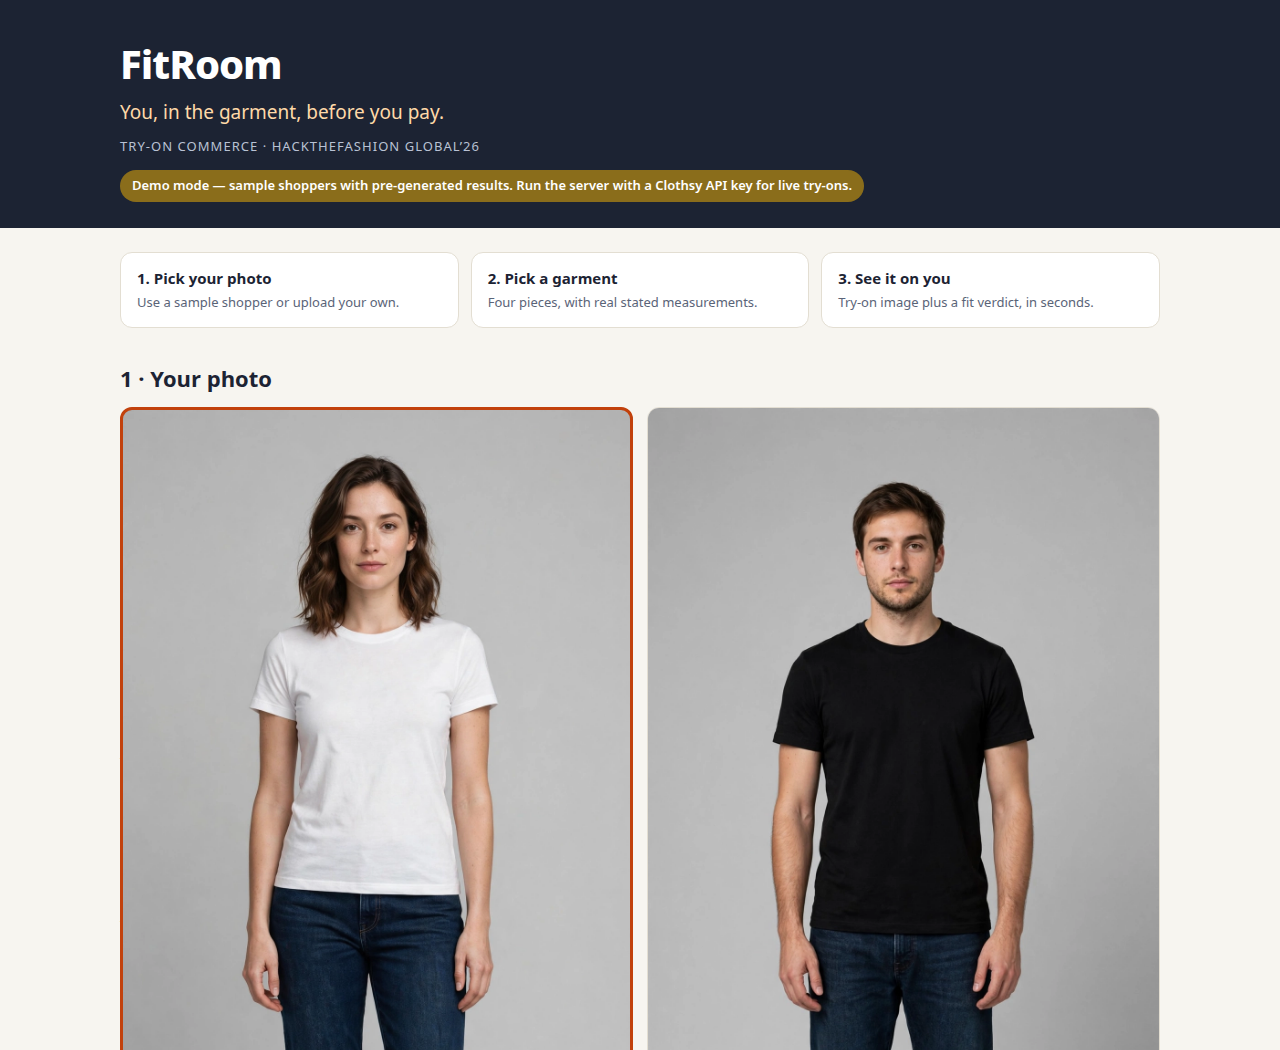 FitRoom
You, in the garment, before you pay.
TRY-ON COMMERCE · HACKTHEFASHION GLOBAL’26
Demo mode — sample shoppers with pre-generated results. Run the server with a Clothsy API key for live try-ons.
1. Pick your photo
Use a sample shopper or upload your own.
2. Pick a garment
Four pieces, with real stated measurements.
3. See it on you
Try-on image plus a fit verdict, in seconds.
1 · Your photo